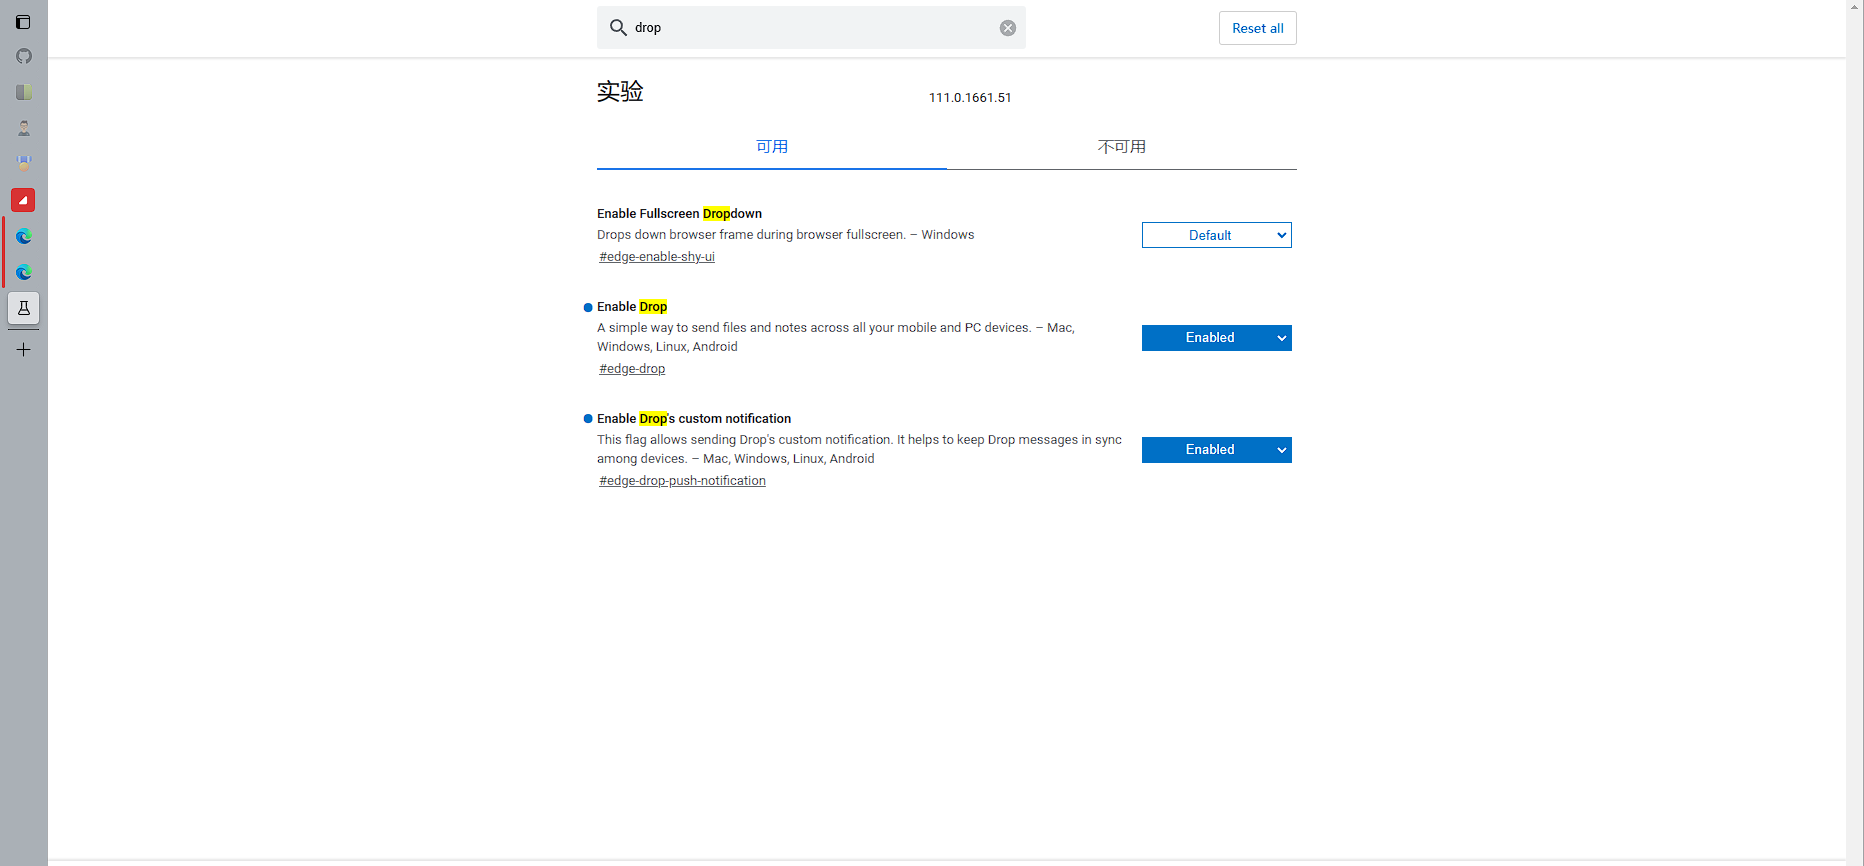 drop
Reset all
实验
111.0.1661.51
可用
不可用
Enable Fullscreen Dropdown
Drops down browser frame during browser fullscreen. – Windows
#edge-enable-shy-ui
Default
Enable Drop
A simple way to send files and notes across all your mobile and PC devices. – Mac,
Windows, Linux, Android
#edge-drop
Enabled
Enable Drop's custom notification
This flag allows sending Drop's custom notification. It helps to keep Drop messages in sync
among devices. – Mac, Windows, Linux, Android
#edge-drop-push-notification
Enabled